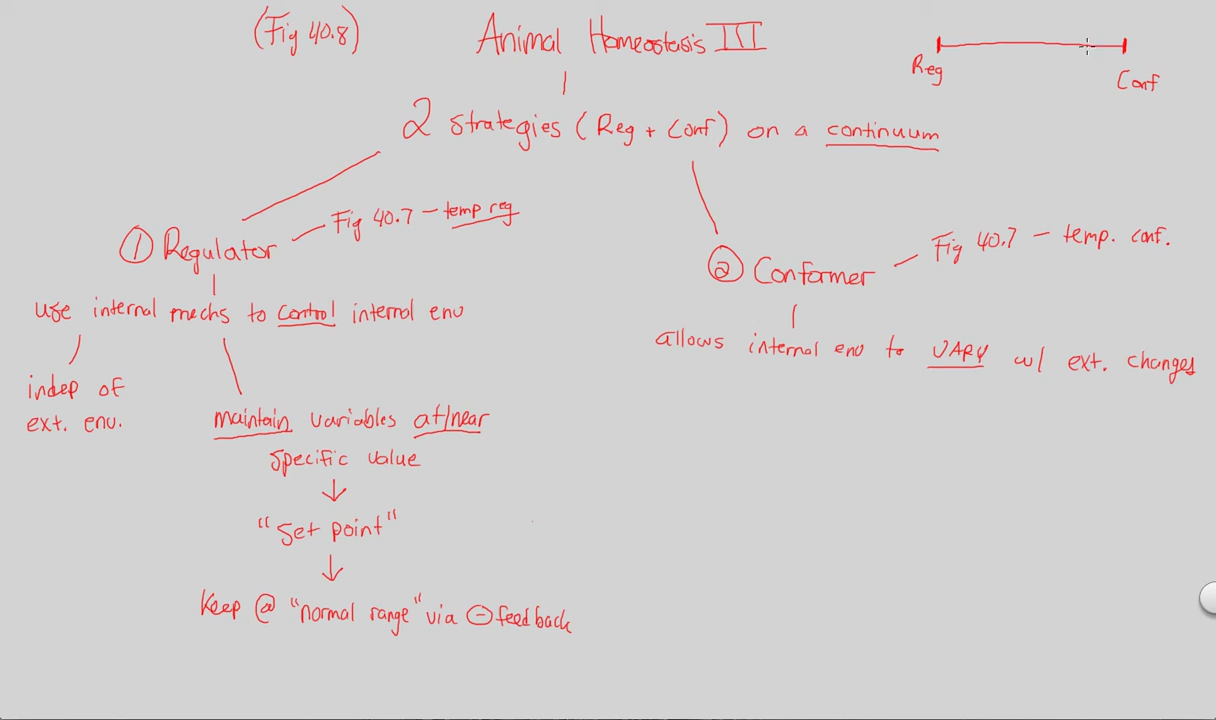 (Fig 40.8)
Animal Homeostasis III
Reg
Conf
2 strategies (Reg + Conf) on a continuum
① Regulator
Fig 40.7 - temp reg
use internal mechs to control internal env
indep of
ext. env.
maintain variables at/near
specific value
"Set point"
Keep @ "normal range" via ⊖ feedback
② Conformer
Fig 40.7 - temp. conf.
allows internal env to VARY w/ ext. changes